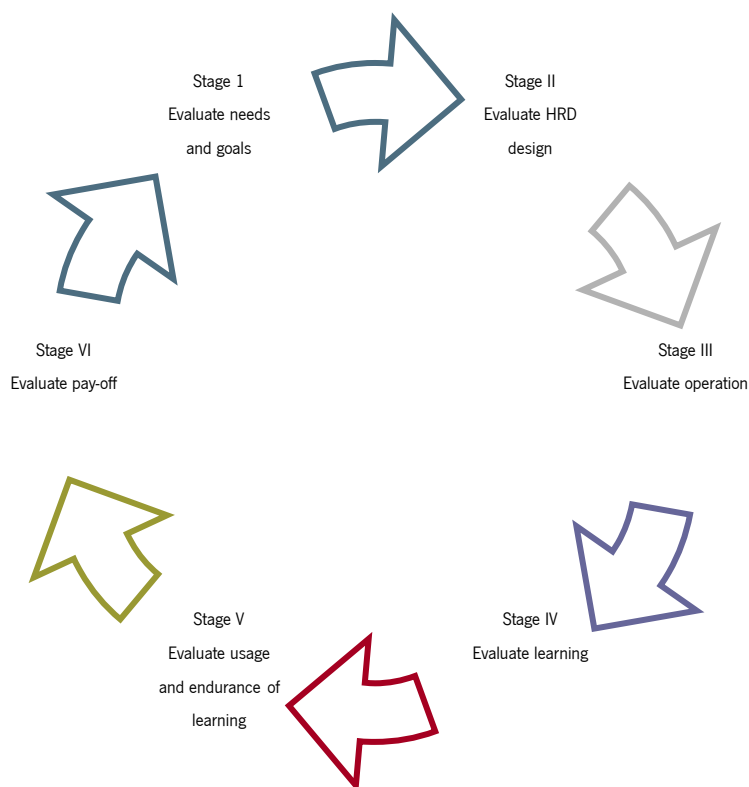 Stage 1
Evaluate needs
and goals
Stage II
Evaluate HRD
design
Stage III
Evaluate operation
Stage IV
Evaluate learning
Stage V
Evaluate usage
and endurance of
learning
Stage VI
Evaluate pay-off